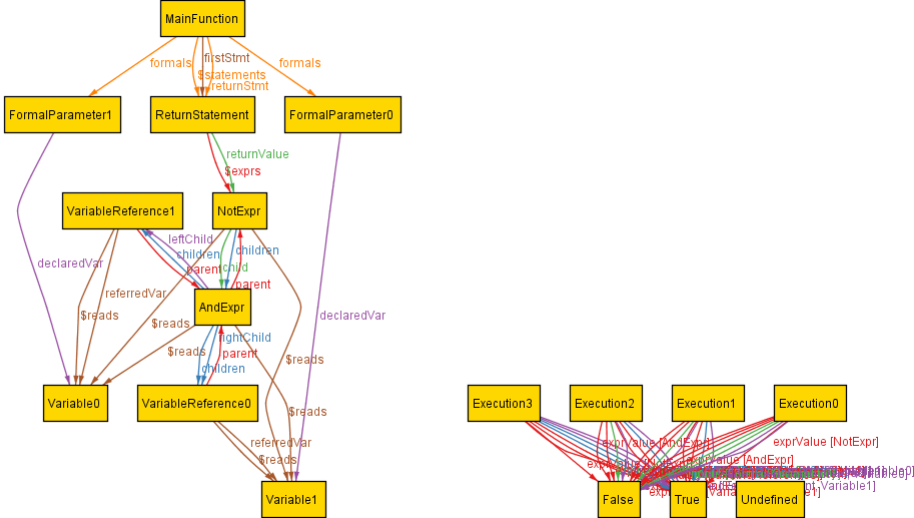 MainFunction
formals
firstStmt
formals
$statements
returnStmt
FormalParameter1
ReturnStatement
FormalParameter0
returnValue
$exprs
VariableReference1
NotExpr
leftChild
children
children
declaredVar
parent
child
parent
referredVar
AndExpr
declaredVar
$reads
$reads
rightChild
$reads
parent
$reads
children
Variable0
VariableReference0
$reads
referredVar
$reads
Variable1
Execution3
Execution2
Execution1
Execution0
exprValue [AndExpr]
exprValue [NotExpr]
exprValue [AndExpr]
False
True
Undefined
Variable1]